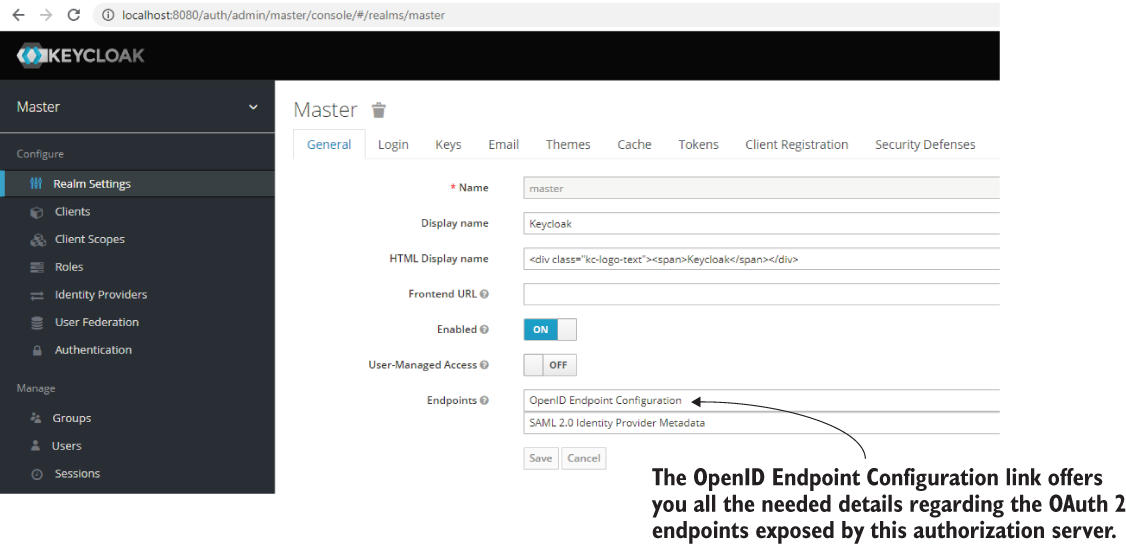 localhost:8080/auth/admin/master/console/#/realms/master
KEYCLOAK
Master
Configure
Realm Settings
Clients
Client Scopes
Roles
Identity Providers
User Federation
Authentication
Manage
Groups
Users
Sessions
Master
General Login Keys Email Themes Cache Tokens Client Registration Security Defenses
* Name master
Display name Keycloak
HTML Display name <div class="kc-logo-text"><span>Keycloak</span></div>
Frontend URL
Enabled ON
User-Managed Access OFF
Endpoints OpenID Endpoint Configuration
SAML 2.0 Identity Provider Metadata
Save Cancel
The OpenID Endpoint Configuration link offers
you all the needed details regarding the OAuth 2
endpoints exposed by this authorization server.